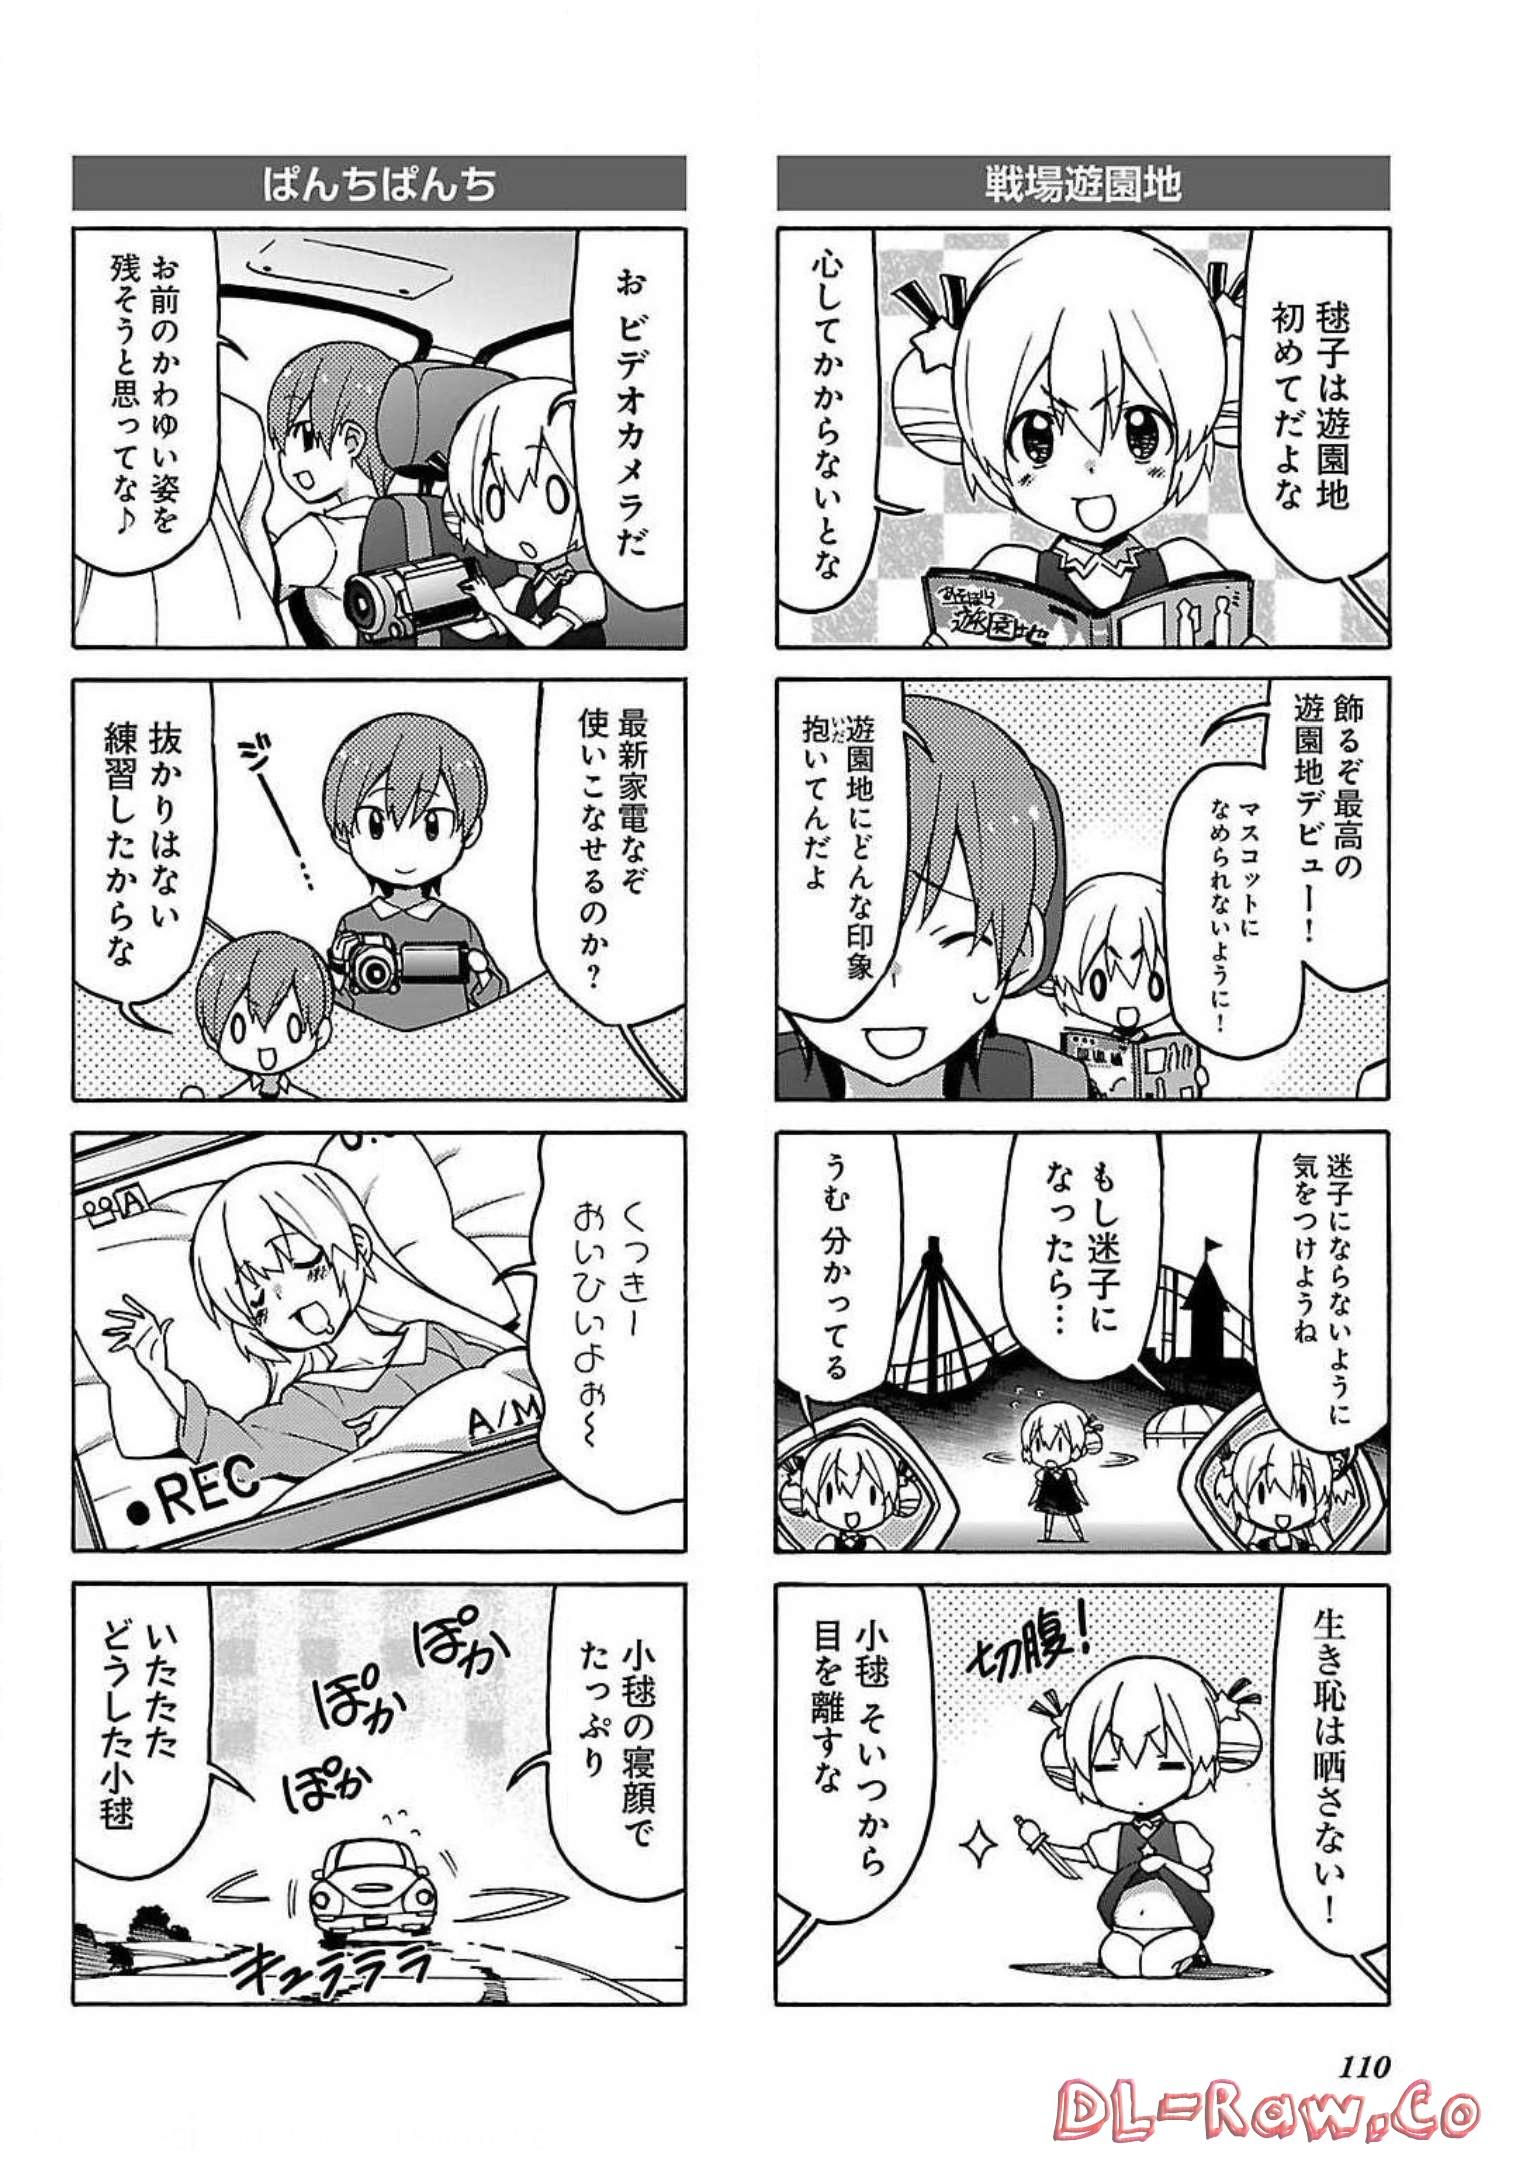 戦場遊園地
毬子は遊園地
初めてだよな
心してかからないとな
あそぼう
遊園地
飾るぞ最高の
遊園地デビュー!
マスコットに
なめられないように!
遊園地にどんな印象
抱いてんだよ
いだ
迷子にならないように
気をつけようね
もし迷子に
なったら…
うむ 分かってる
生き恥は晒さない!
切腹!
小毬 そいつから
目を離すな
ぱんちぱんち
お ビデオカメラだ
お前のかわゆい姿を
残そうと思ってな♪
最新家電なぞ
使いこなせるのか?
ジー…
抜かりはない
練習したからな
くっきー
おいひいよぉ〜
A
A/M
●REC
小毬の寝顔で
たっぷり
ぽか
ぽか
ぽか
キュラララ
いたたた
どうした小毬
110
DL-Raw.Co